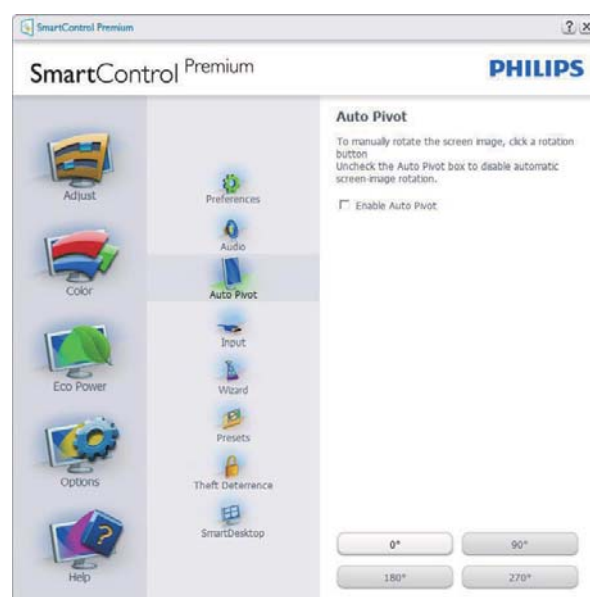 SmartControl Premium
SmartControl Premium
PHILIPS
Adjust
Color
Eco Power
Options
Help
Preferences
Audio
Auto Pivot
Input
Wizard
Presets
Theft Deterrence
SmartDesktop
Auto Pivot
To manually rotate the screen image, click a rotation
button
Uncheck the Auto Pivot box to disable automatic
screen-image rotation.
Enable Auto Pivot
0°
90°
180°
270°